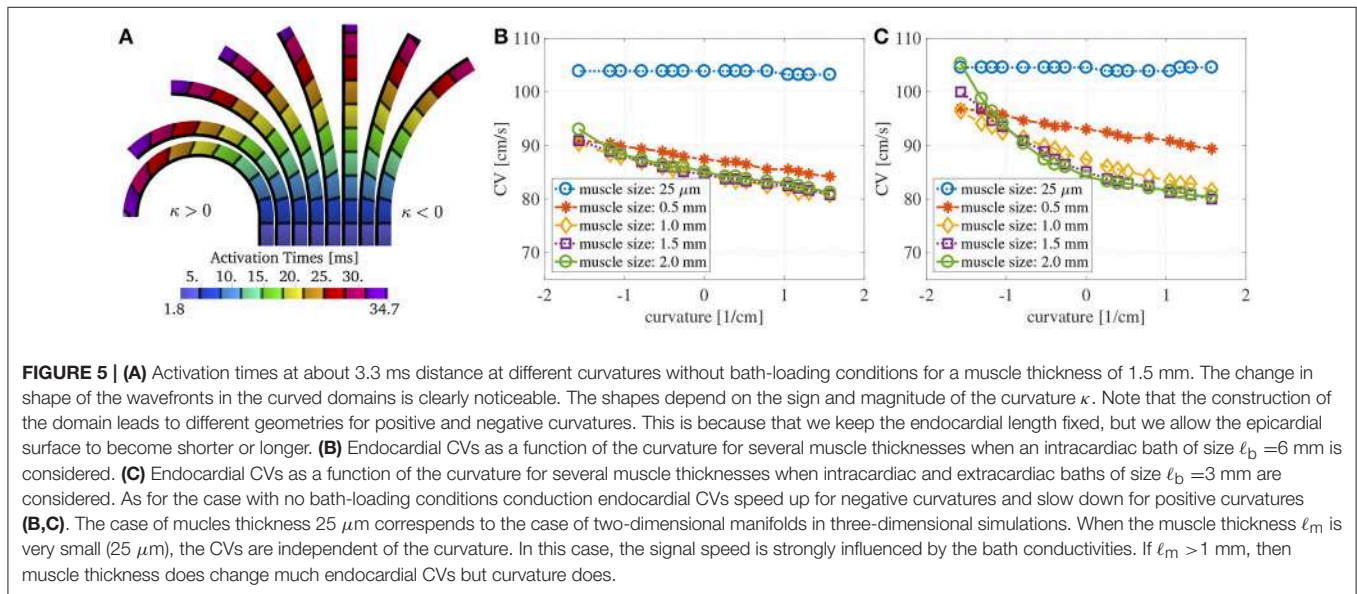 A
κ > 0
κ < 0
Activation Times [ms]
5. 10. 15. 20. 25. 30.
1.8 34.7
B
110
100
90
80
70
CV [cm/s]
muscle size: 25 μm
muscle size: 0.5 mm
muscle size: 1.0 mm
muscle size: 1.5 mm
muscle size: 2.0 mm
-2 -1 0 1 2
curvature [1/cm]
C
110
100
90
80
70
CV [cm/s]
muscle size: 25 μm
muscle size: 0.5 mm
muscle size: 1.0 mm
muscle size: 1.5 mm
muscle size: 2.0 mm
-2 -1 0 1 2
curvature [1/cm]
FIGURE 5 | (A) Activation times at about 3.3 ms distance at different curvatures without bath-loading conditions for a muscle thickness of 1.5 mm. The change in
shape of the wavefronts in the curved domains is clearly noticeable. The shapes depend on the sign and magnitude of the curvature κ. Note that the construction of
the domain leads to different geometries for positive and negative curvatures. This is because that we keep the endocardial length fixed, but we allow the epicardial
surface to become shorter or longer. (B) Endocardial CVs as a function of the curvature for several muscle thicknesses when an intracardiac bath of size ℓb =6 mm is
considered. (C) Endocardial CVs as a function of the curvature for several muscle thicknesses when intracardiac and extracardiac baths of size ℓb =3 mm are
considered. As for the case with no bath-loading conditions conduction endocardial CVs speed up for negative curvatures and slow down for positive curvatures
(B,C). The case of mucles thickness 25 μm corresponds to the case of two-dimensional manifolds in three-dimensional simulations. When the muscle thickness ℓm is
very small (25 μm), the CVs are independent of the curvature. In this case, the signal speed is strongly influenced by the bath conductivities. If ℓm >1 mm, then
muscle thickness does change much endocardial CVs but curvature does.